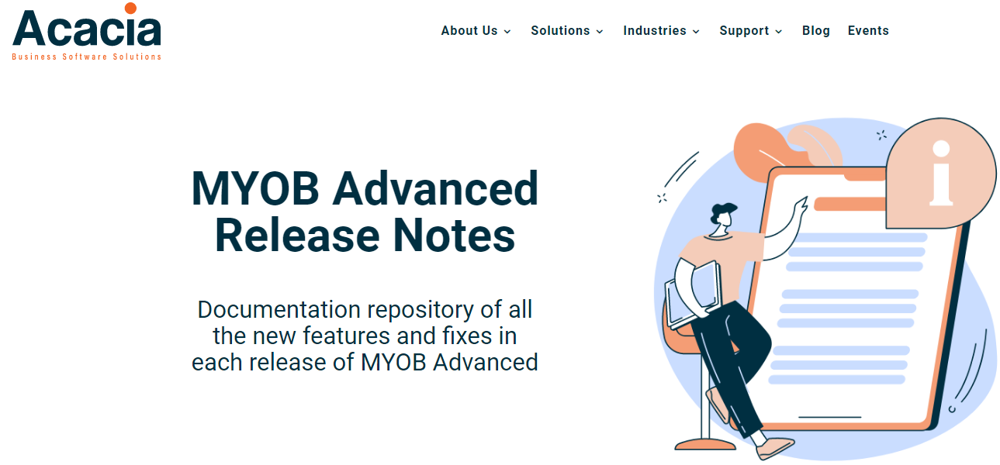 Acacia
Business Software Solutions
About Us
Solutions
Industries
Support
Blog
Events
MYOB Advanced
Release Notes
Documentation repository of all
the new features and fixes in
each release of MYOB Advanced
i